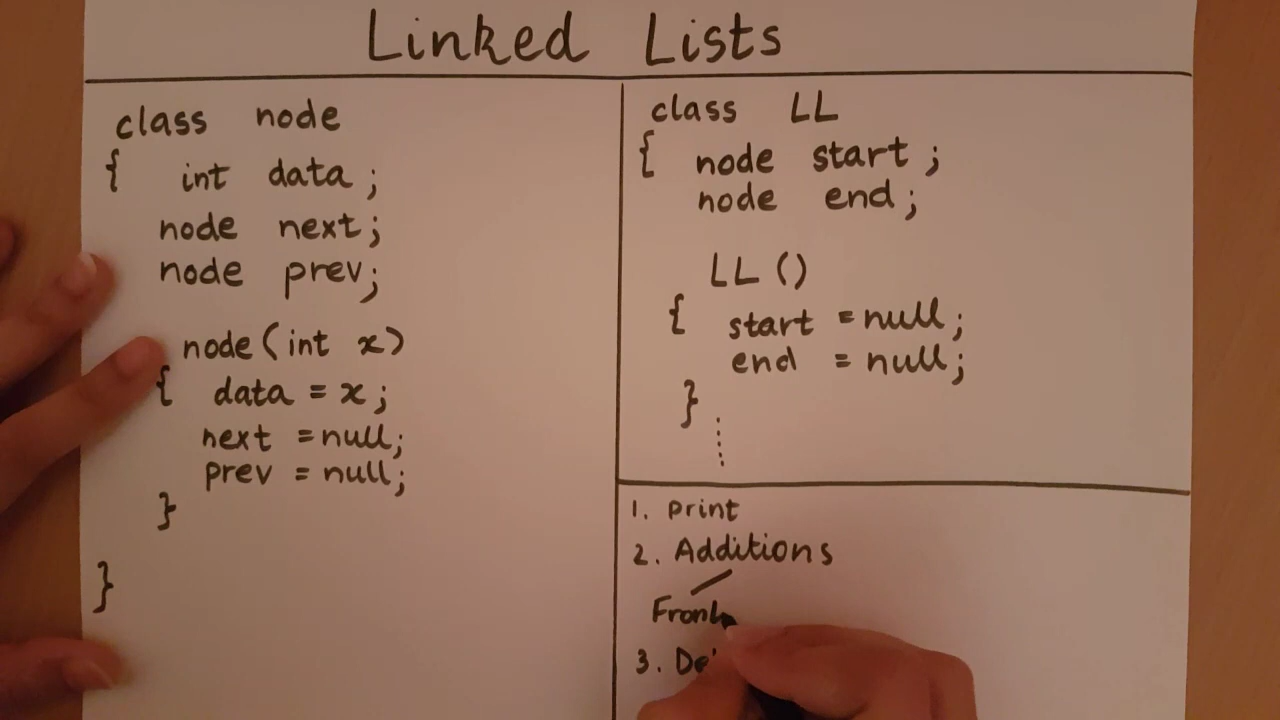 Linked Lists
class node
{ int data;
node next;
node prev;
node(int x)
{ data = x;
next = null;
prev = null;
}
}
class LL
{ node start;
node end;
LL ()
{ start = null;
end = null;
}
1. Print
2. Additions
3.